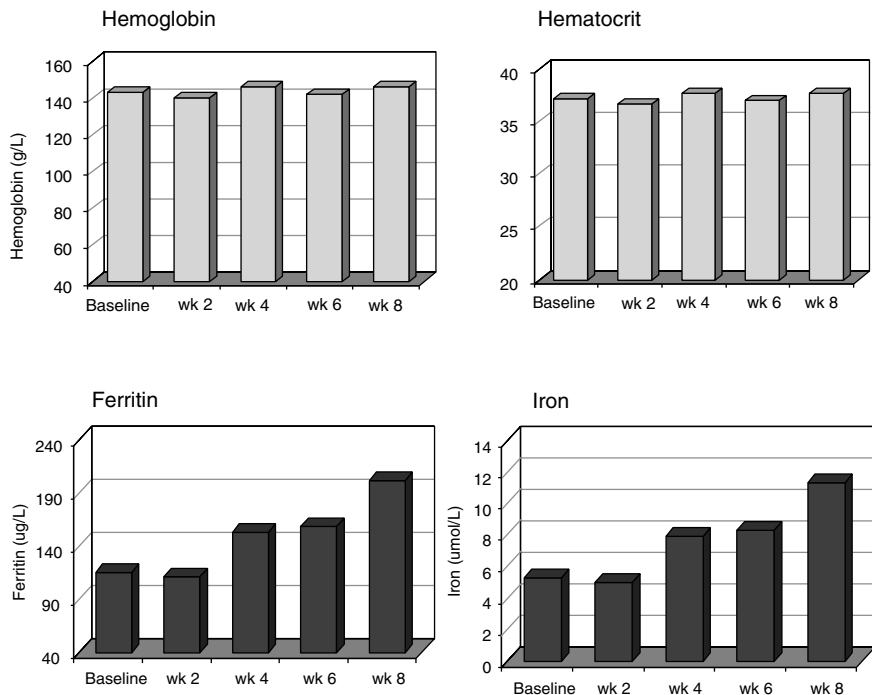 Hemoglobin
Hemoglobin (g/L)
160
140
120
100
80
60
40
Baseline wk 2 wk 4 wk 6 wk 8
Hematocrit
40
35
30
25
20
Baseline wk 2 wk 4 wk 6 wk 8
Ferritin
Ferritin (ug/L)
240
190
140
90
40
Baseline wk 2 wk 4 wk 6 wk 8
Iron
Iron (umol/L)
14
12
10
8
6
4
2
0
Baseline wk 2 wk 4 wk 6 wk 8